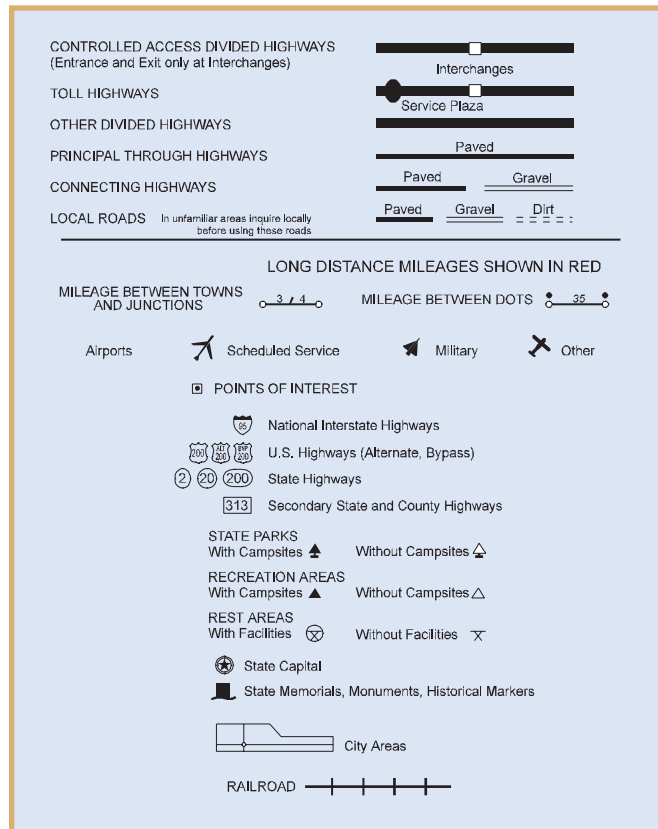 CONTROLLED ACCESS DIVIDED HIGHWAYS
(Entrance and Exit only at Interchanges)
Interchanges
TOLL HIGHWAYS
Service Plaza
OTHER DIVIDED HIGHWAYS
PRINCIPAL THROUGH HIGHWAYS
Paved
CONNECTING HIGHWAYS
Paved Gravel
LOCAL ROADS In unfamiliar areas inquire locally
before using these roads
Paved Gravel Dirt
LONG DISTANCE MILEAGES SHOWN IN RED
MILEAGE BETWEEN TOWNS
AND JUNCTIONS
3 / 4
MILEAGE BETWEEN DOTS 35
Airports Scheduled Service Military Other
POINTS OF INTEREST
95 National Interstate Highways
200 ALT 200 BYP 200 U.S. Highways (Alternate, Bypass)
2 20 200 State Highways
313 Secondary State and County Highways
STATE PARKS
With Campsites Without Campsites
RECREATION AREAS
With Campsites Without Campsites
REST AREAS
With Facilities Without Facilities
State Capital
State Memorials, Monuments, Historical Markers
City Areas
RAILROAD